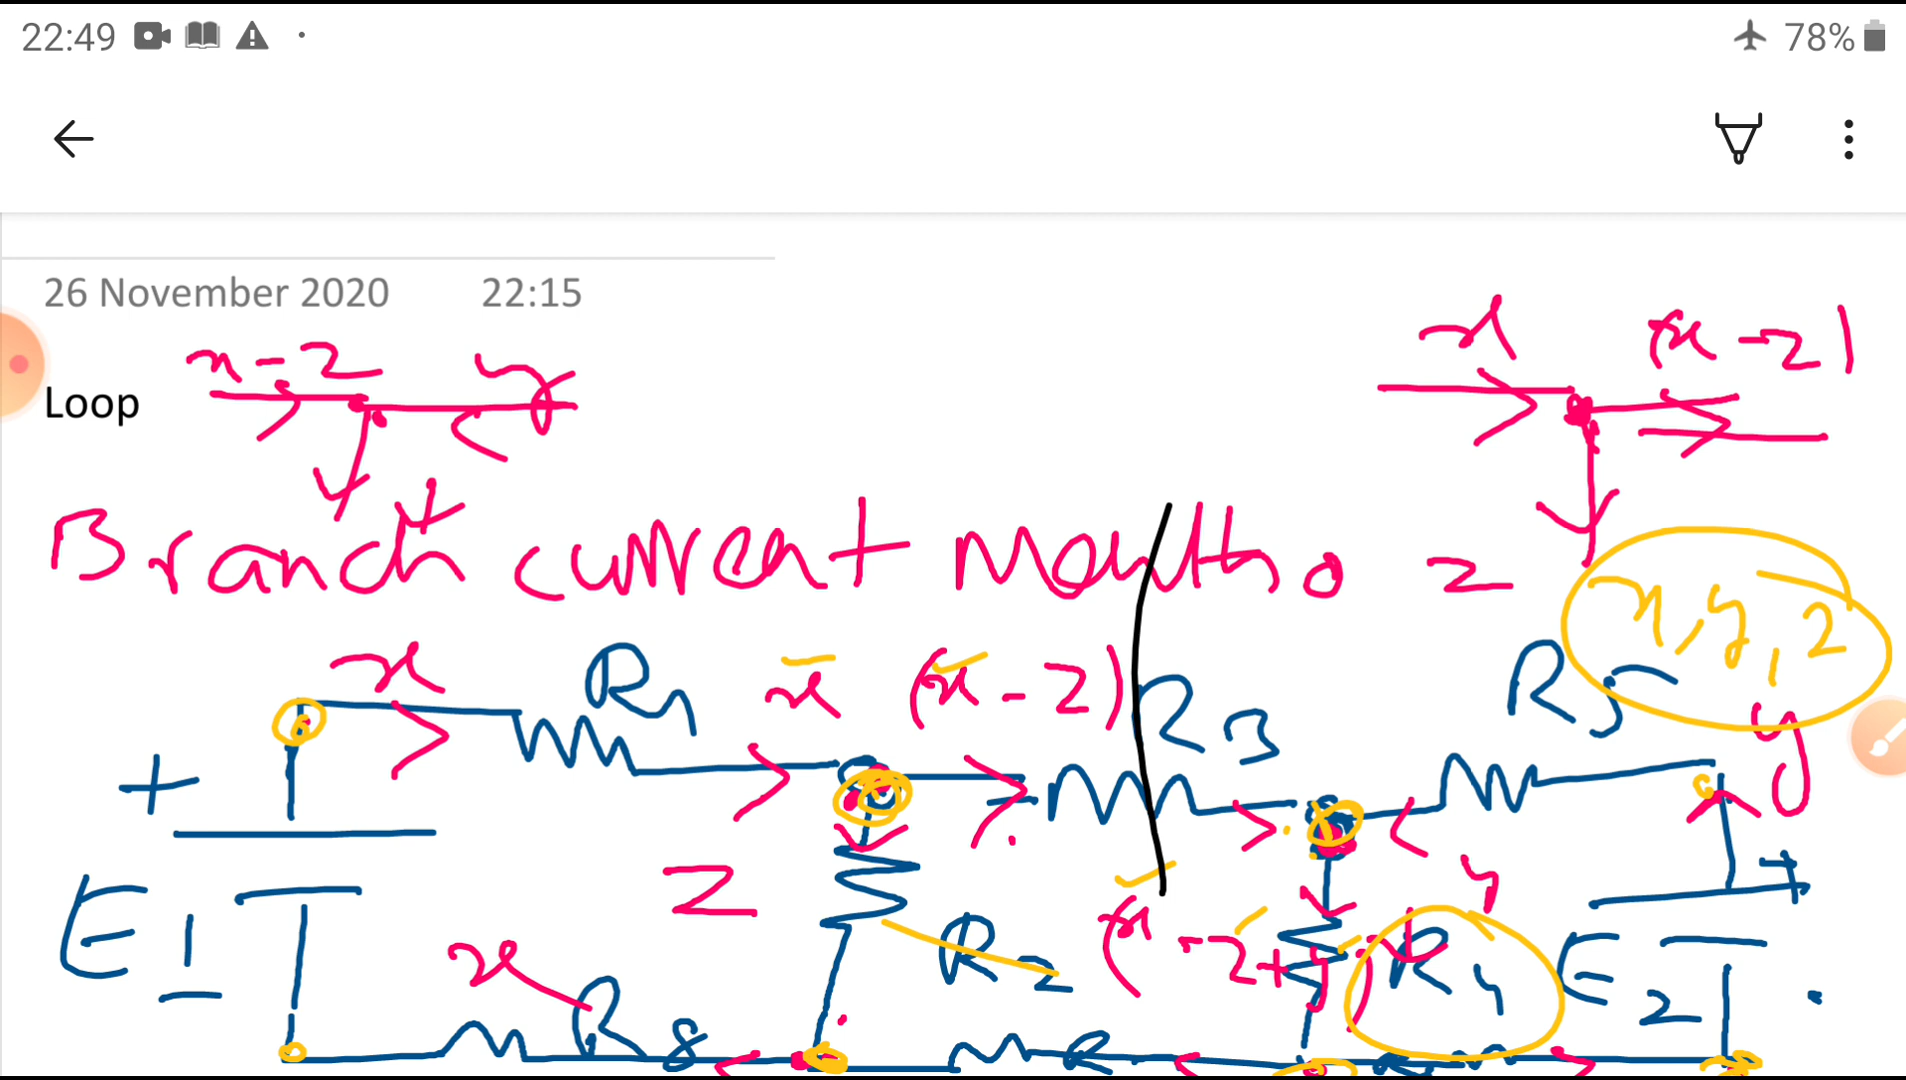 22:49 78%
26 November 2020 22:15
x-2 y x (x-2)
Loop
Branch current
x, y, 2
x R1 x (x-2) R3 R5 y
+
Z y +
E1 R2 (x-2+y) R4 E2
x R8 R